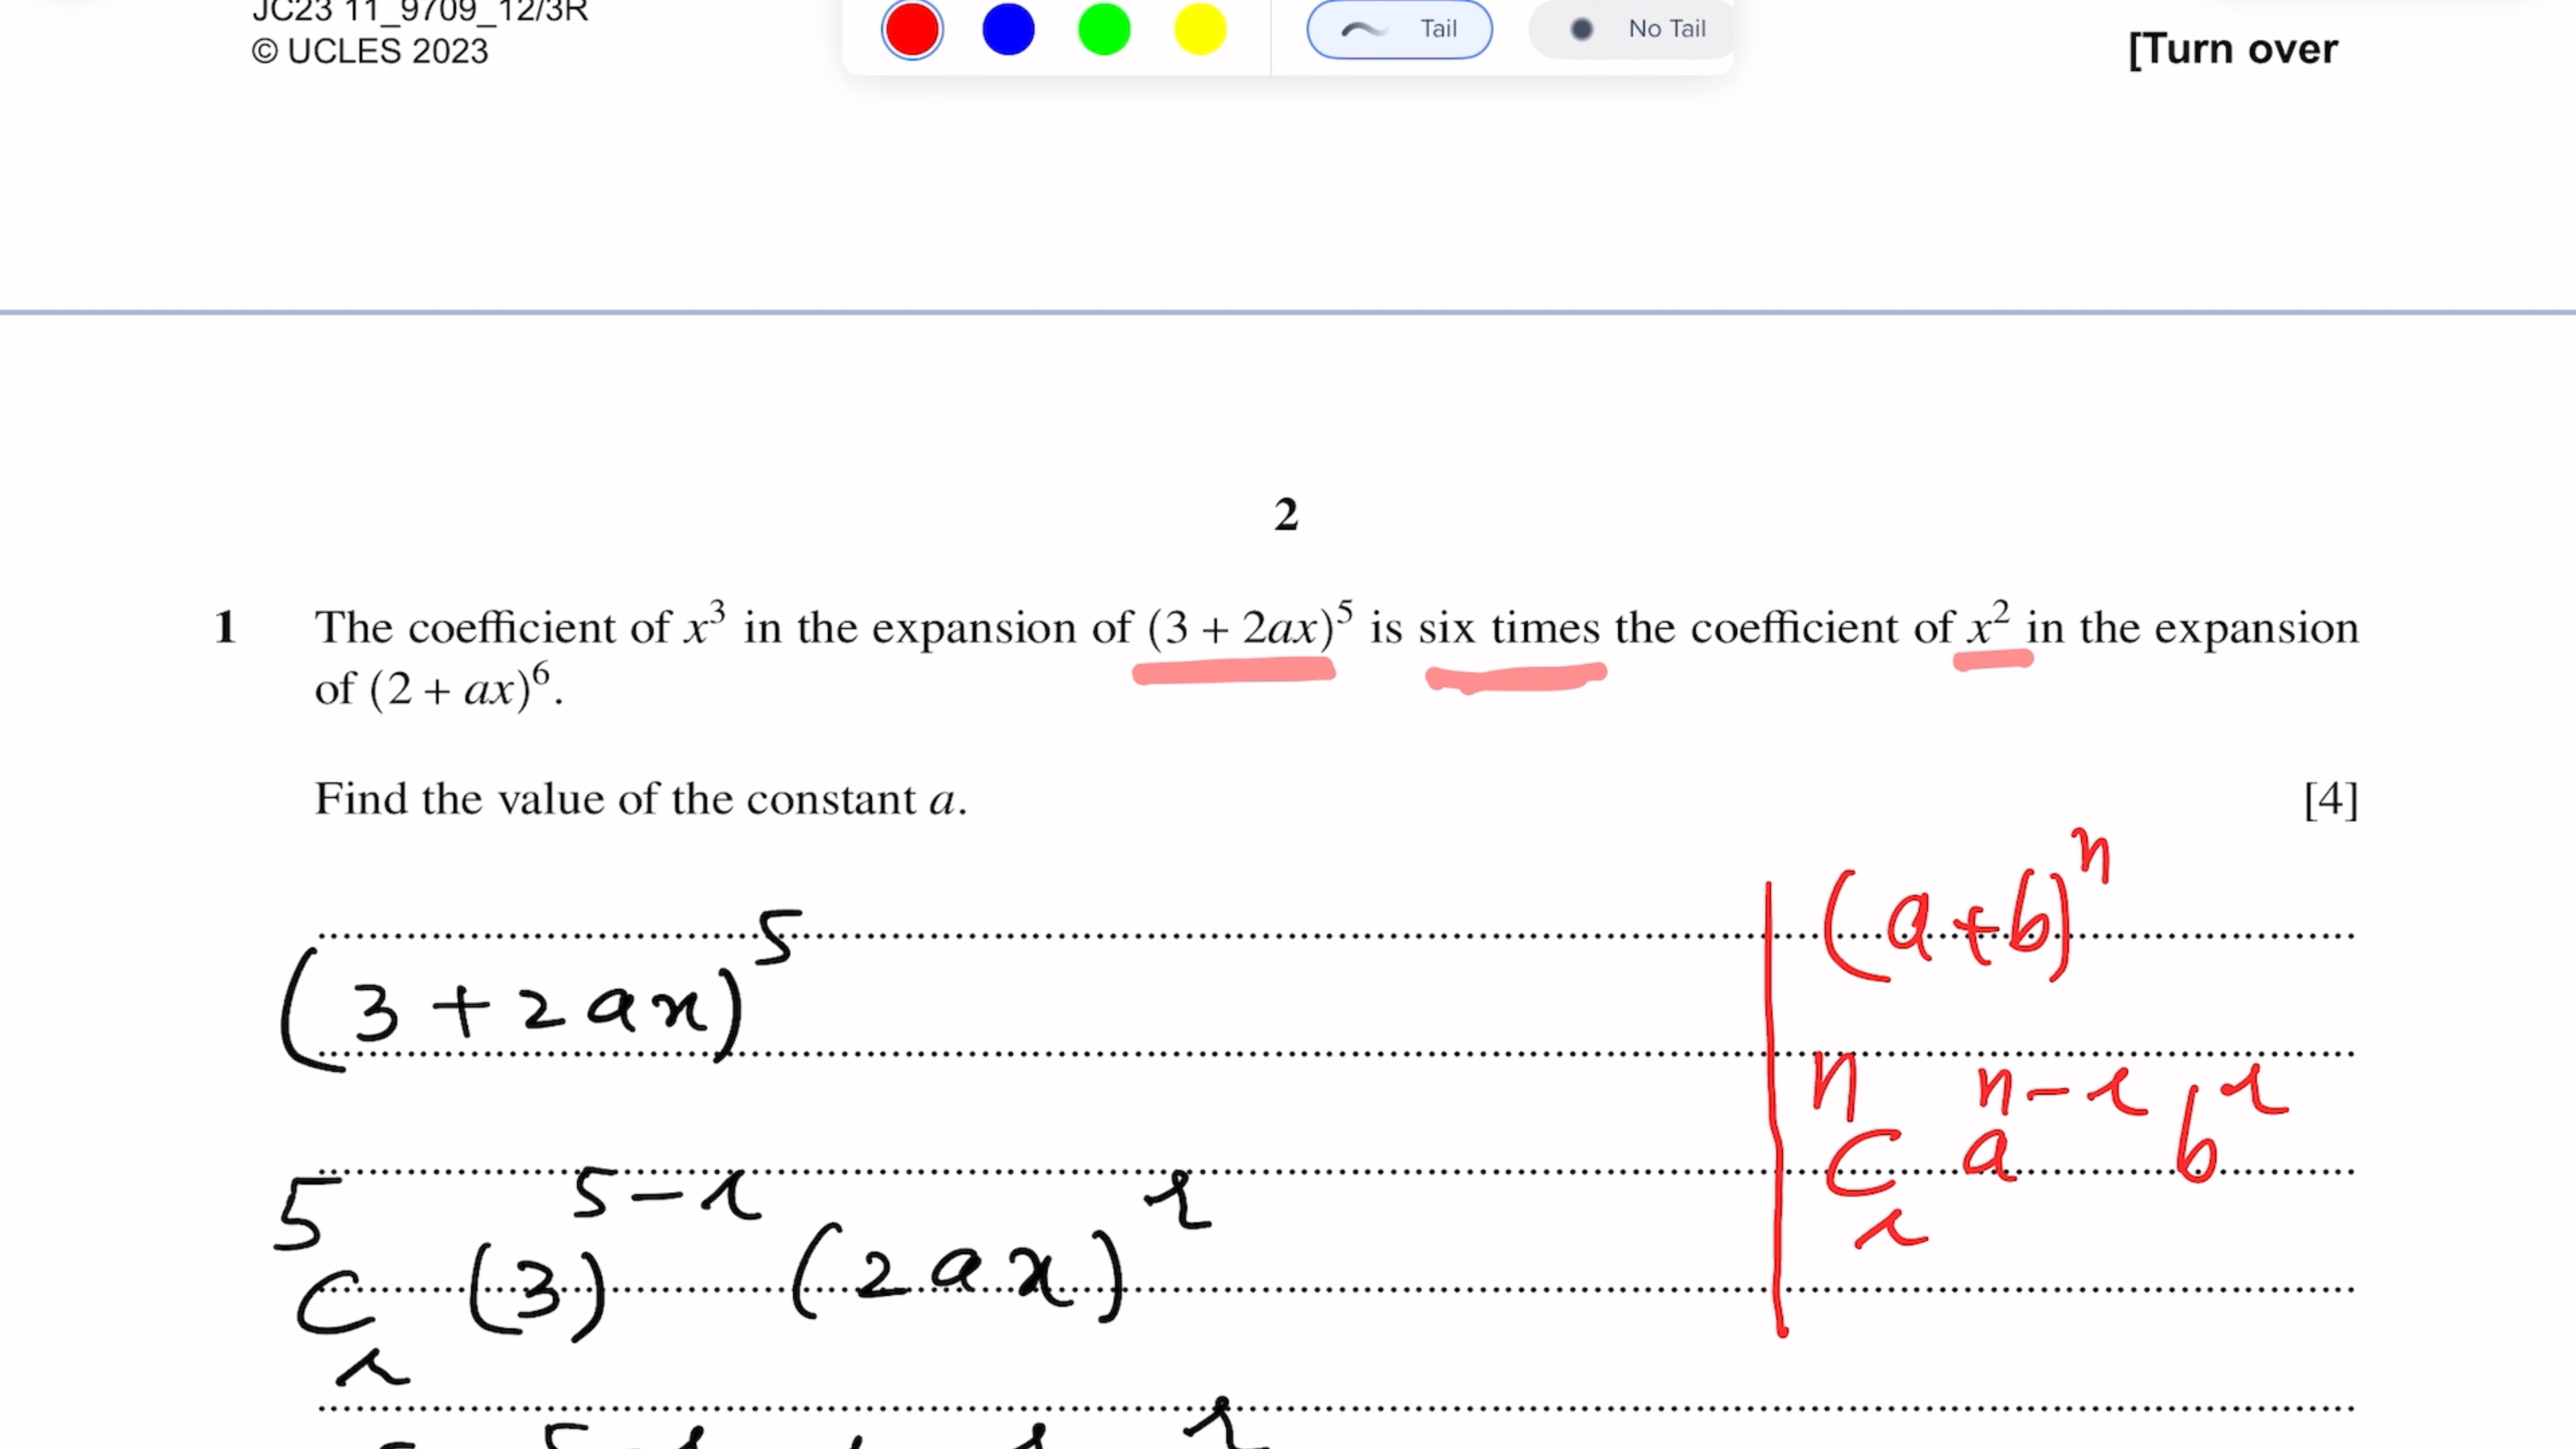 JC23 11_9709_12/3R
© UCLES 2023
Tail
No Tail
[Turn over
2
1 The coefficient of x³ in the expansion of (3 + 2ax)⁵ is six times the coefficient of x² in the expansion
of (2 + ax)⁶.
Find the value of the constant a. [4]
(a+b)ⁿ
(3 + 2ax)⁵
ⁿCᵣ aⁿ⁻ʳ bʳ
⁵Cᵣ (3)⁵⁻ʳ (2ax)ʳ